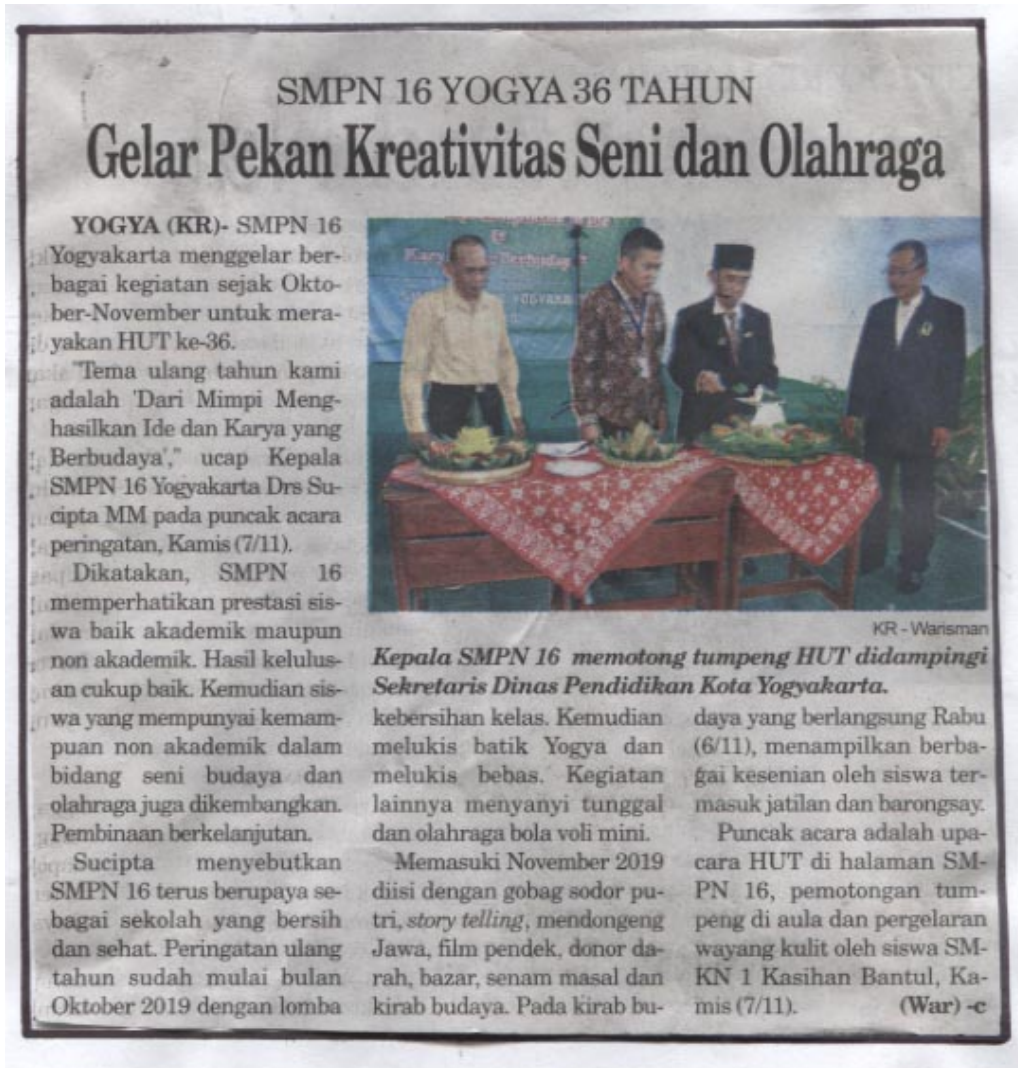 SMPN 16 YOGYA 36 TAHUN
Gelar Pekan Kreativitas Seni dan Olahraga
YOGYA (KR)- SMPN 16
Yogyakarta menggelar ber-
bagai kegiatan sejak Okto-
ber-November untuk mera-
yakan HUT ke-36.
"Tema ulang tahun kami
adalah 'Dari Mimpi Meng-
hasilkan Ide dan Karya yang
Berbudaya'," ucap Kepala
SMPN 16 Yogyakarta Drs Su-
cipta MM pada puncak acara
peringatan, Kamis (7/11).
Dikatakan, SMPN 16
memperhatikan prestasi sis-
wa baik akademik maupun
non akademik. Hasil kelulus-
an cukup baik. Kemudian sis-
wa yang mempunyai kemam-
puan non akademik dalam
bidang seni budaya dan
olahraga juga dikembangkan.
Pembinaan berkelanjutan.
Sucipta menyebutkan
SMPN 16 terus berupaya se-
bagai sekolah yang bersih
dan sehat. Peringatan ulang
tahun sudah mulai bulan
Oktober 2019 dengan lomba
KR - Warisman
Kepala SMPN 16 memotong tumpeng HUT didampingi
Sekretaris Dinas Pendidikan Kota Yogyakarta.
kebersihan kelas. Kemudian
melukis batik Yogya dan
melukis bebas. Kegiatan
lainnya menyanyi tunggal
dan olahraga bola voli mini.
Memasuki November 2019
diisi dengan gobag sodor pu-
tri, story telling, mendongeng
Jawa, film pendek, donor da-
rah, bazar, senam masal dan
kirab budaya. Pada kirab bu-
daya yang berlangsung Rabu
(6/11), menampilkan berba-
gai kesenian oleh siswa ter-
masuk jatilan dan barongsay.
Puncak acara adalah upa-
cara HUT di halaman SM-
PN 16, pemotongan tum-
peng di aula dan pergelaran
wayang kulit oleh siswa SM-
KN 1 Kasihan Bantul, Ka-
mis (7/11). (War) -c